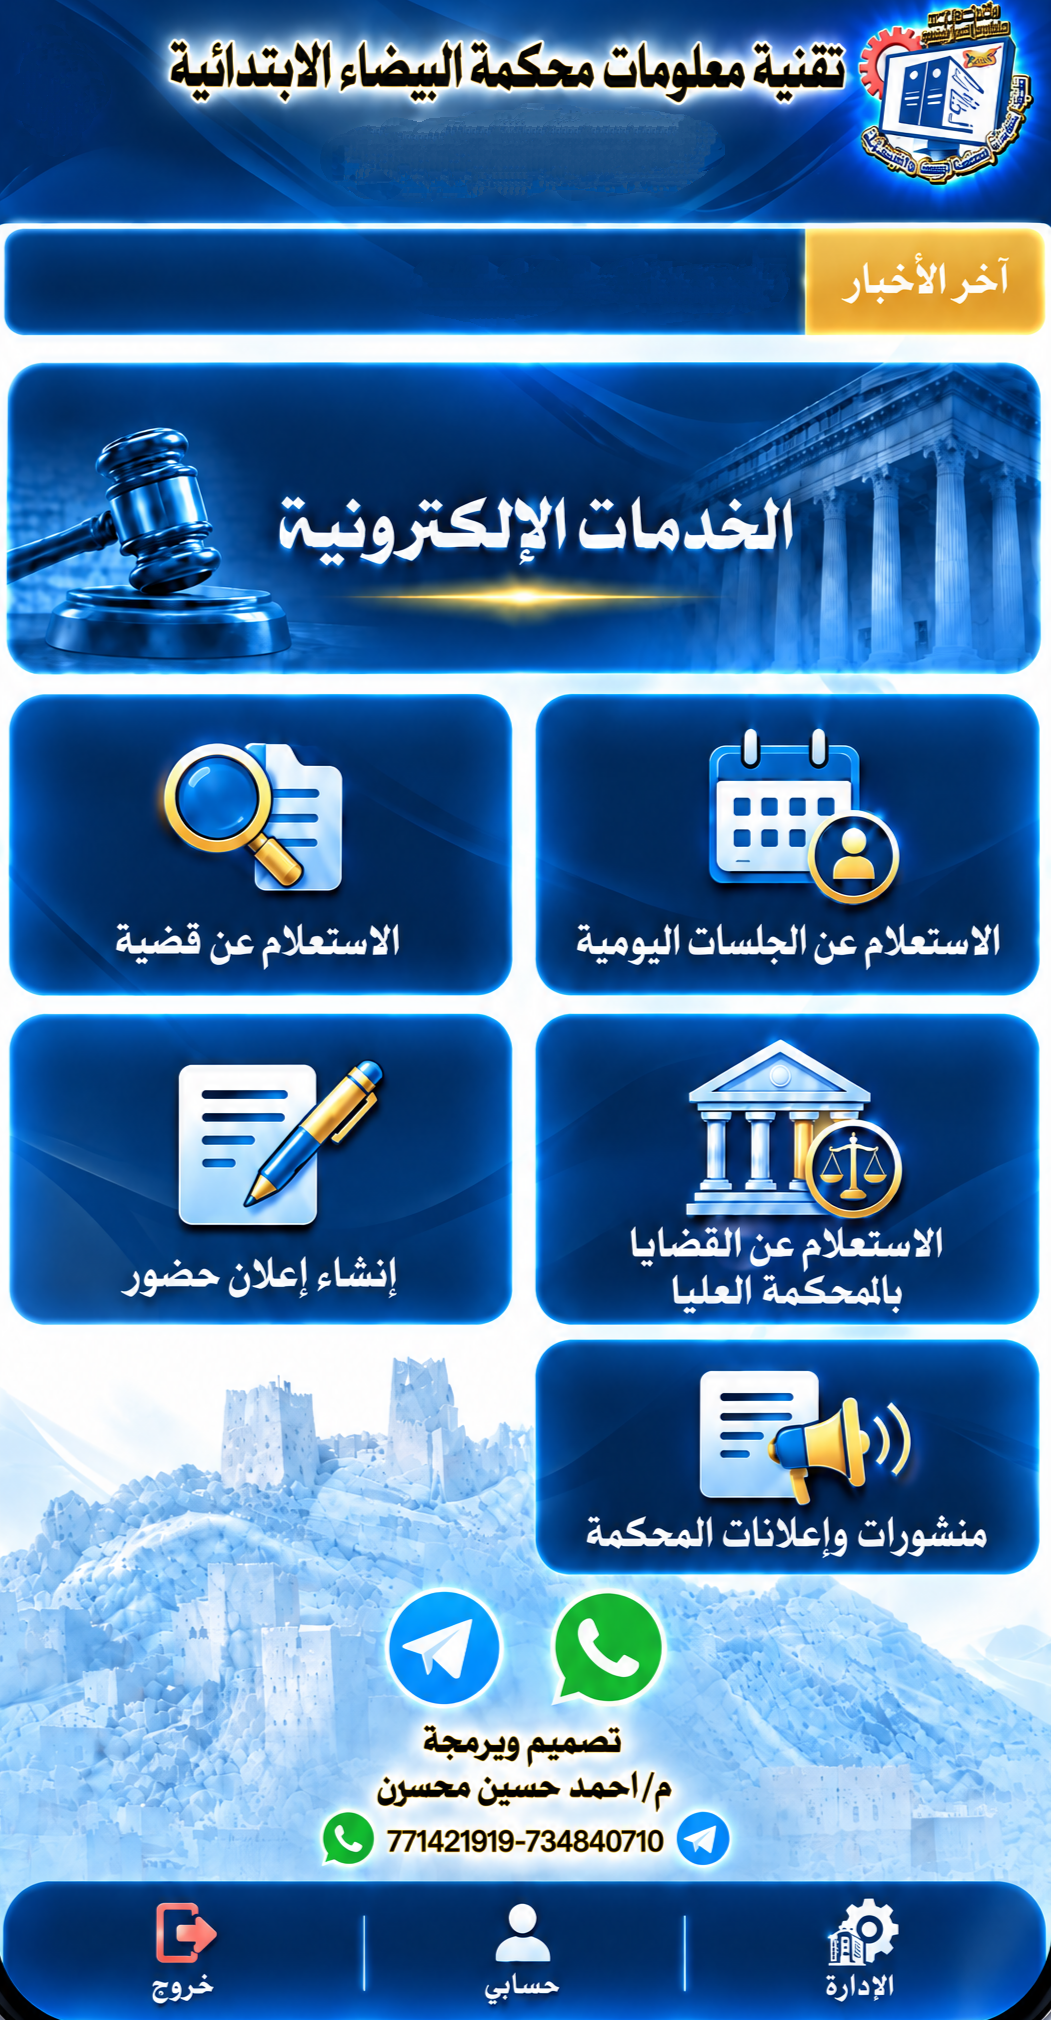 تقنية معلومات محكمة البيضاء الابتدائية
آخر الأخبار
الخدمات الإلكترونية
الاستعلام عن الجلسات اليومية
الاستعلام عن قضية
الاستعلام عن القضايا
بالمحكمة العليا
إنشاء إعلان حضور
منشورات وإعلانات المحكمة
تصميم وبرمجة
م/احمد حسين محسن
771421919-734840710
الإدارة
حسابي
خروج